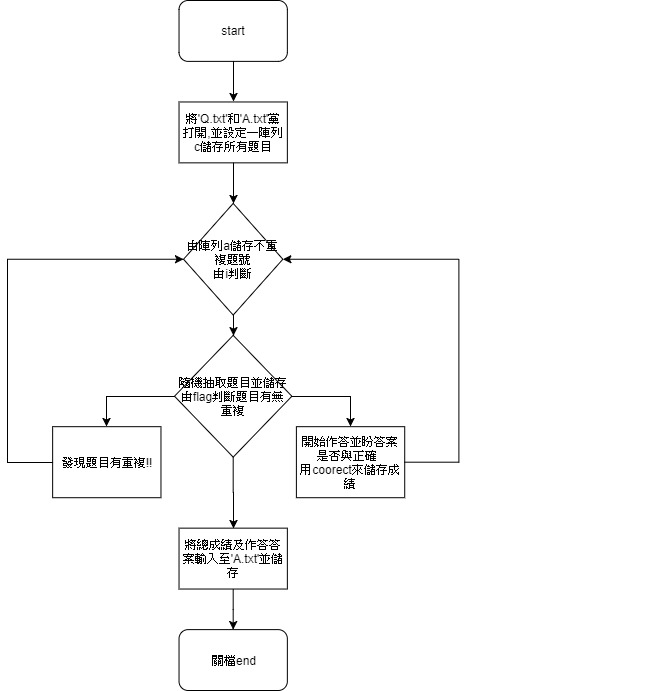 start
將'Q.txt'和'A.txt'黨
打開,並設定一陣列
c儲存所有題目
由陣列a儲存不重
複題號
由i判斷
隨機抽取題目並儲存
由flag判斷題目有無
重複
發現題目有重複!!
開始作答並盼答案
是否與正確
用coorect來儲存成
績
將總成績及作答答
案輸入至'A.txt'並儲
存
關檔end